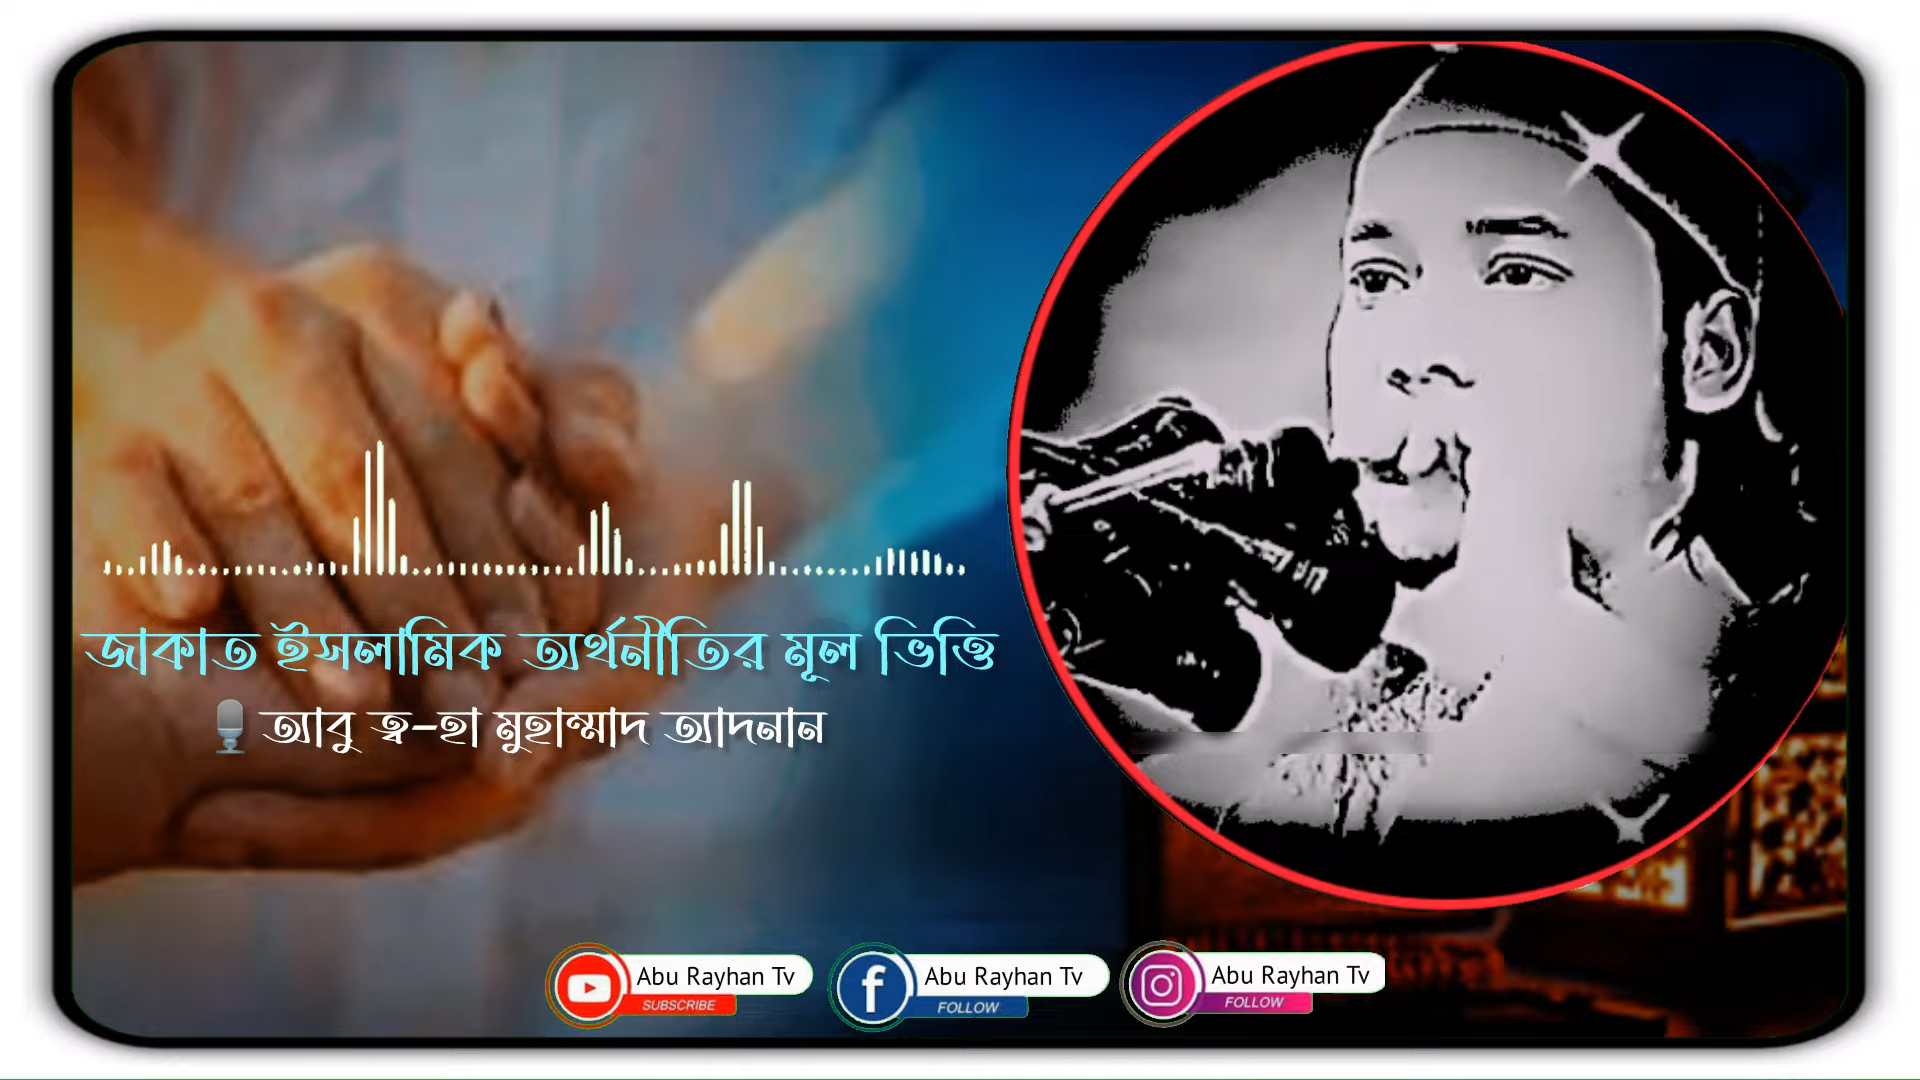 জাকাত ইসলামিক অর্থনীতির মূল ভিত্তি
আবু ত্ব-হা মুহাম্মাদ আদনান
Abu Rayhan Tv
SUBSCRIBE
Abu Rayhan Tv
FOLLOW
Abu Rayhan Tv
FOLLOW